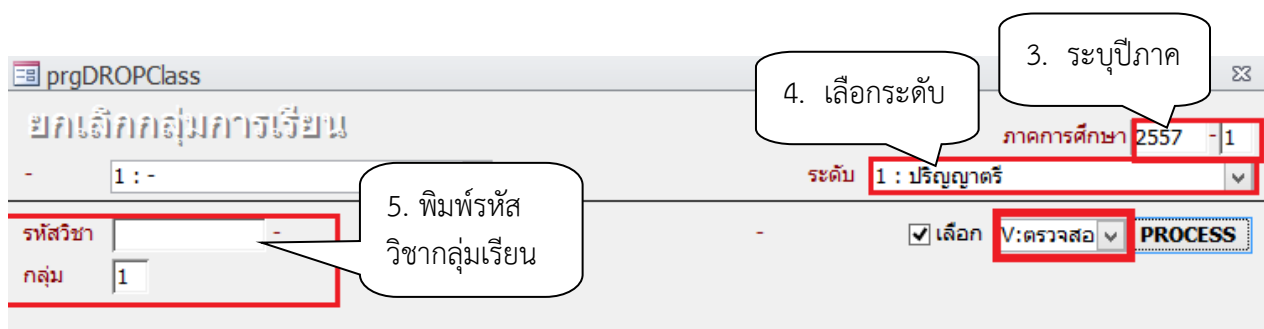 3. ระบุปีภาค
prgDROPClass
4. เลือกระดับ
ยกเลิกกลุ่มการเรียน
ภาคการศึกษา 2557 - 1
- 1 : -
ระดับ 1 : ปริญญาตรี
5. พิมพ์รหัส
วิชากลุ่มเรียน
รหัสวิชา - - เลือก V:ตรวจสอ PROCESS
กลุ่ม 1